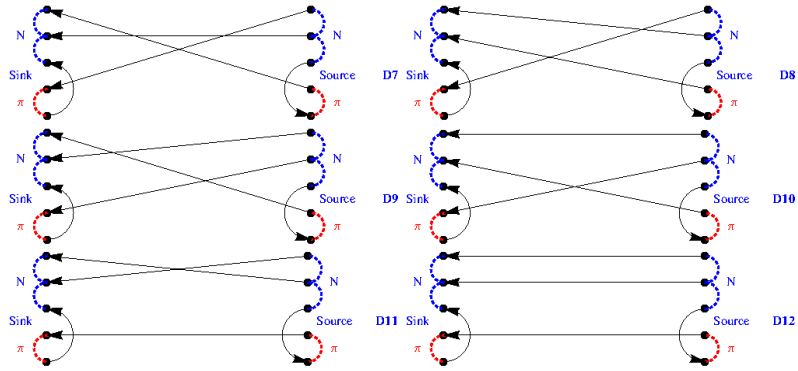 N N N N
Sink Source D7 Sink Source D8
π π π π
N N N N
Sink Source D9 Sink Source D10
π π π π
N N N N
Sink Source D11 Sink Source D12
π π π π